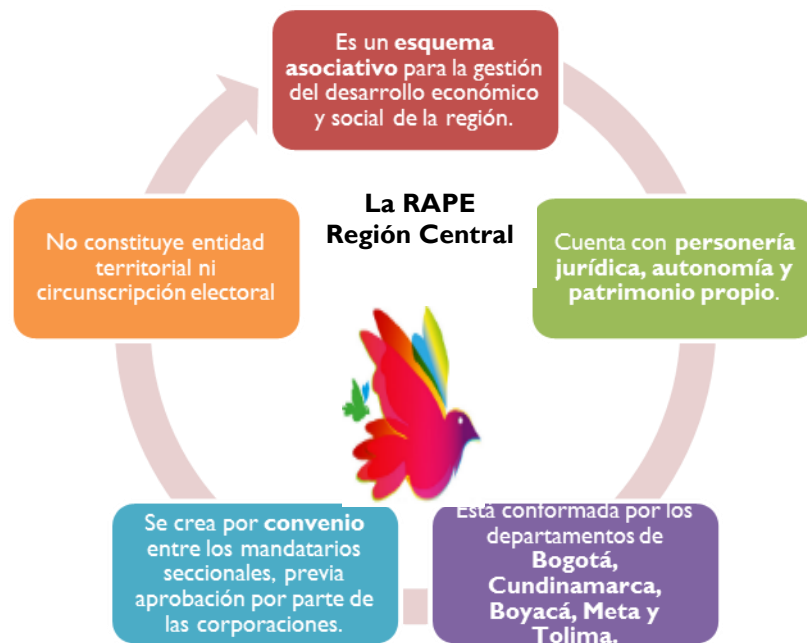 Es un esquema
asociativo para la gestión
del desarrollo económico
y social de la región.
La RAPE
Región Central
Cuenta con personería
jurídica, autonomía y
patrimonio propio.
Está conformada por los
departamentos de
Bogotá,
Cundinamarca,
Boyacá, Meta y
Tolima.
Se crea por convenio
entre los mandatarios
seccionales, previa
aprobación por parte de
las corporaciones.
No constituye entidad
territorial ni
circunscripción electoral